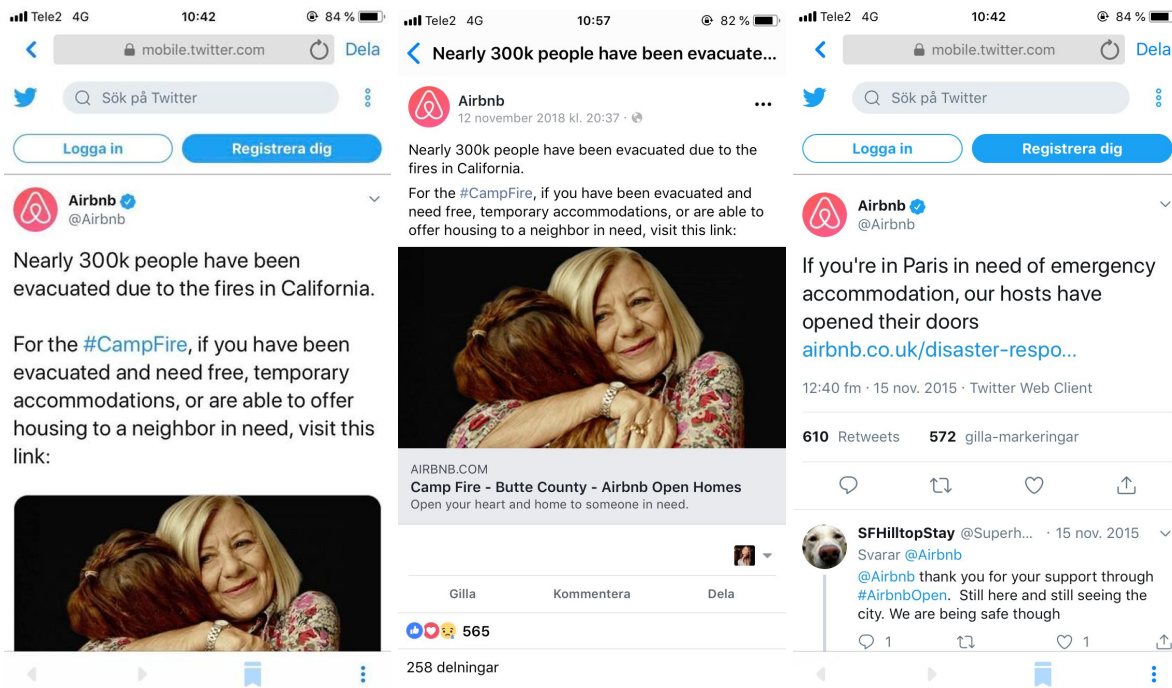 Tele2 4G 10:42 84 %
mobile.twitter.com Dela
Sök på Twitter
Logga in Registrera dig
Airbnb
@Airbnb
Nearly 300k people have been
evacuated due to the fires in California.
For the #CampFire, if you have been
evacuated and need free, temporary
accommodations, or are able to offer
housing to a neighbor in need, visit this
link:
Tele2 4G 10:57 82 %
Nearly 300k people have been evacuate...
Airbnb
12 november 2018 kl. 20:37 ·
Nearly 300k people have been evacuated due to the
fires in California.
For the #CampFire, if you have been evacuated and
need free, temporary accommodations, or are able to
offer housing to a neighbor in need, visit this link:
AIRBNB.COM
Camp Fire - Butte County - Airbnb Open Homes
Open your heart and home to someone in need.
Gilla Kommentera Dela
565
258 delningar
Tele2 4G 10:42 84 %
mobile.twitter.com Dela
Sök på Twitter
Logga in Registrera dig
Airbnb
@Airbnb
If you're in Paris in need of emergency
accommodation, our hosts have
opened their doors
airbnb.co.uk/disaster-respo...
12:40 fm · 15 nov. 2015 · Twitter Web Client
610 Retweets 572 gilla-markeringar
SFHilltopStay @Superh... · 15 nov. 2015
Svarar @Airbnb
@Airbnb thank you for your support through
#AirbnbOpen. Still here and still seeing the
city. We are being safe though
1 1